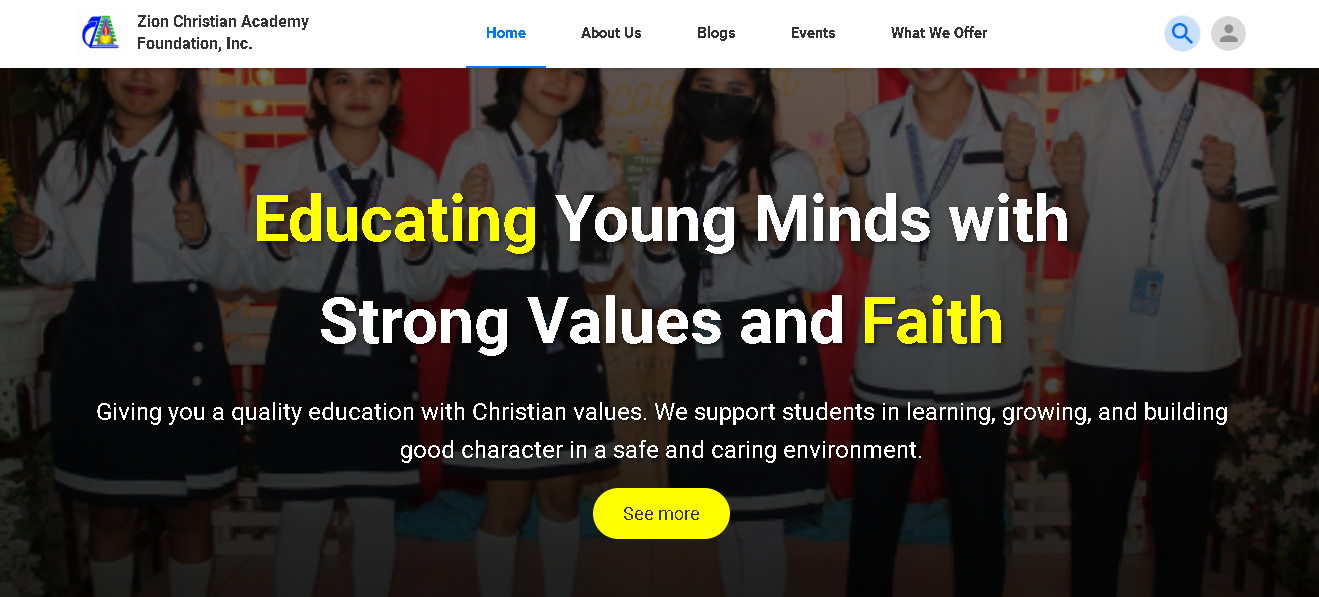 Zion Christian Academy
Foundation, Inc.
Home
About Us
Blogs
Events
What We Offer
Educating Young Minds with
Strong Values and Faith
Giving you a quality education with Christian values. We support students in learning, growing, and building
good character in a safe and caring environment.
See more